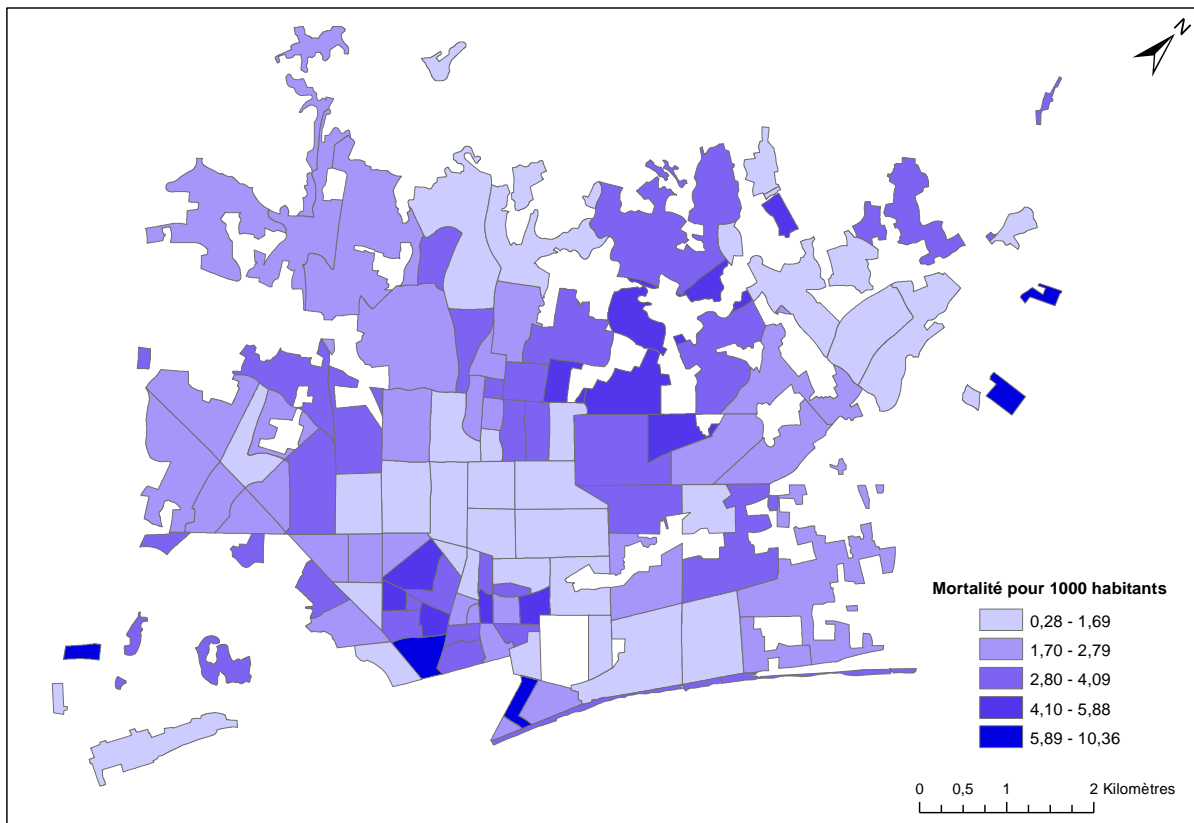 N
Mortalité pour 1000 habitants
0,28 - 1,69
1,70 - 2,79
2,80 - 4,09
4,10 - 5,88
5,89 - 10,36
0 0,5 1 2 Kilomètres